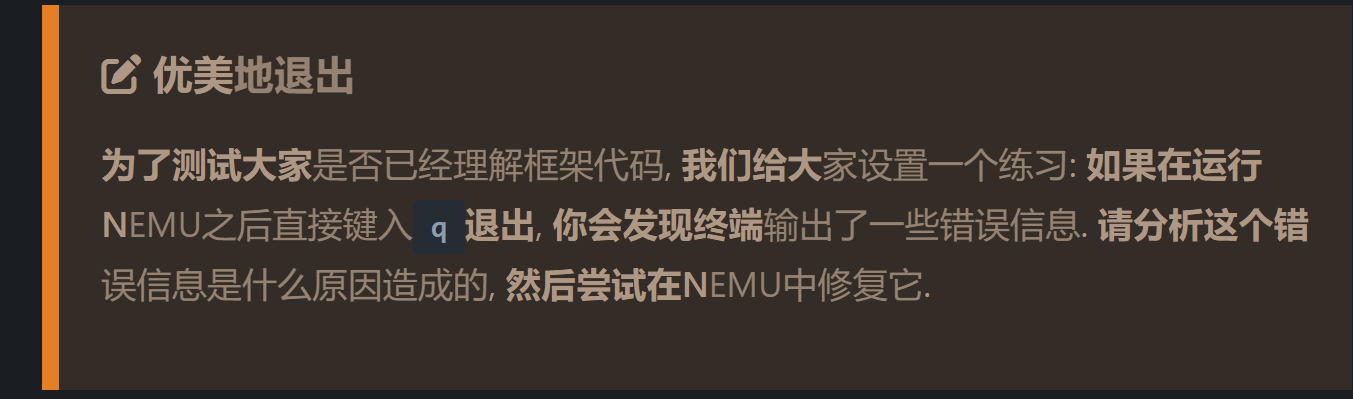 优美地退出
为了测试大家是否已经理解框架代码, 我们给大家设置一个练习: 如果在运行
NEMU之后直接键入 q 退出, 你会发现终端输出了一些错误信息. 请分析这个错
误信息是什么原因造成的, 然后尝试在NEMU中修复它.